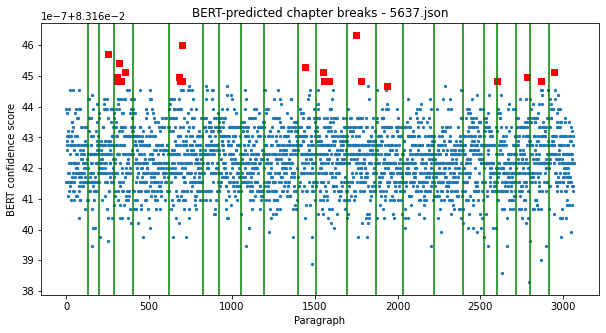 BERT-predicted chapter breaks - 5637.json
1e-7+8.316e-2
46
45
44
43
42
41
40
39
38
BERT confidence score
0 500 1000 1500 2000 2500 3000
Paragraph